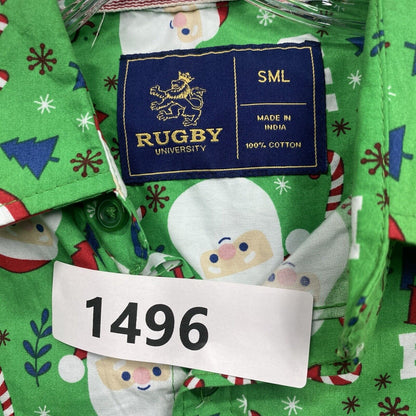 RUGBY
UNIVERSITY
SML
MADE IN
INDIA
100% COTTON
1496